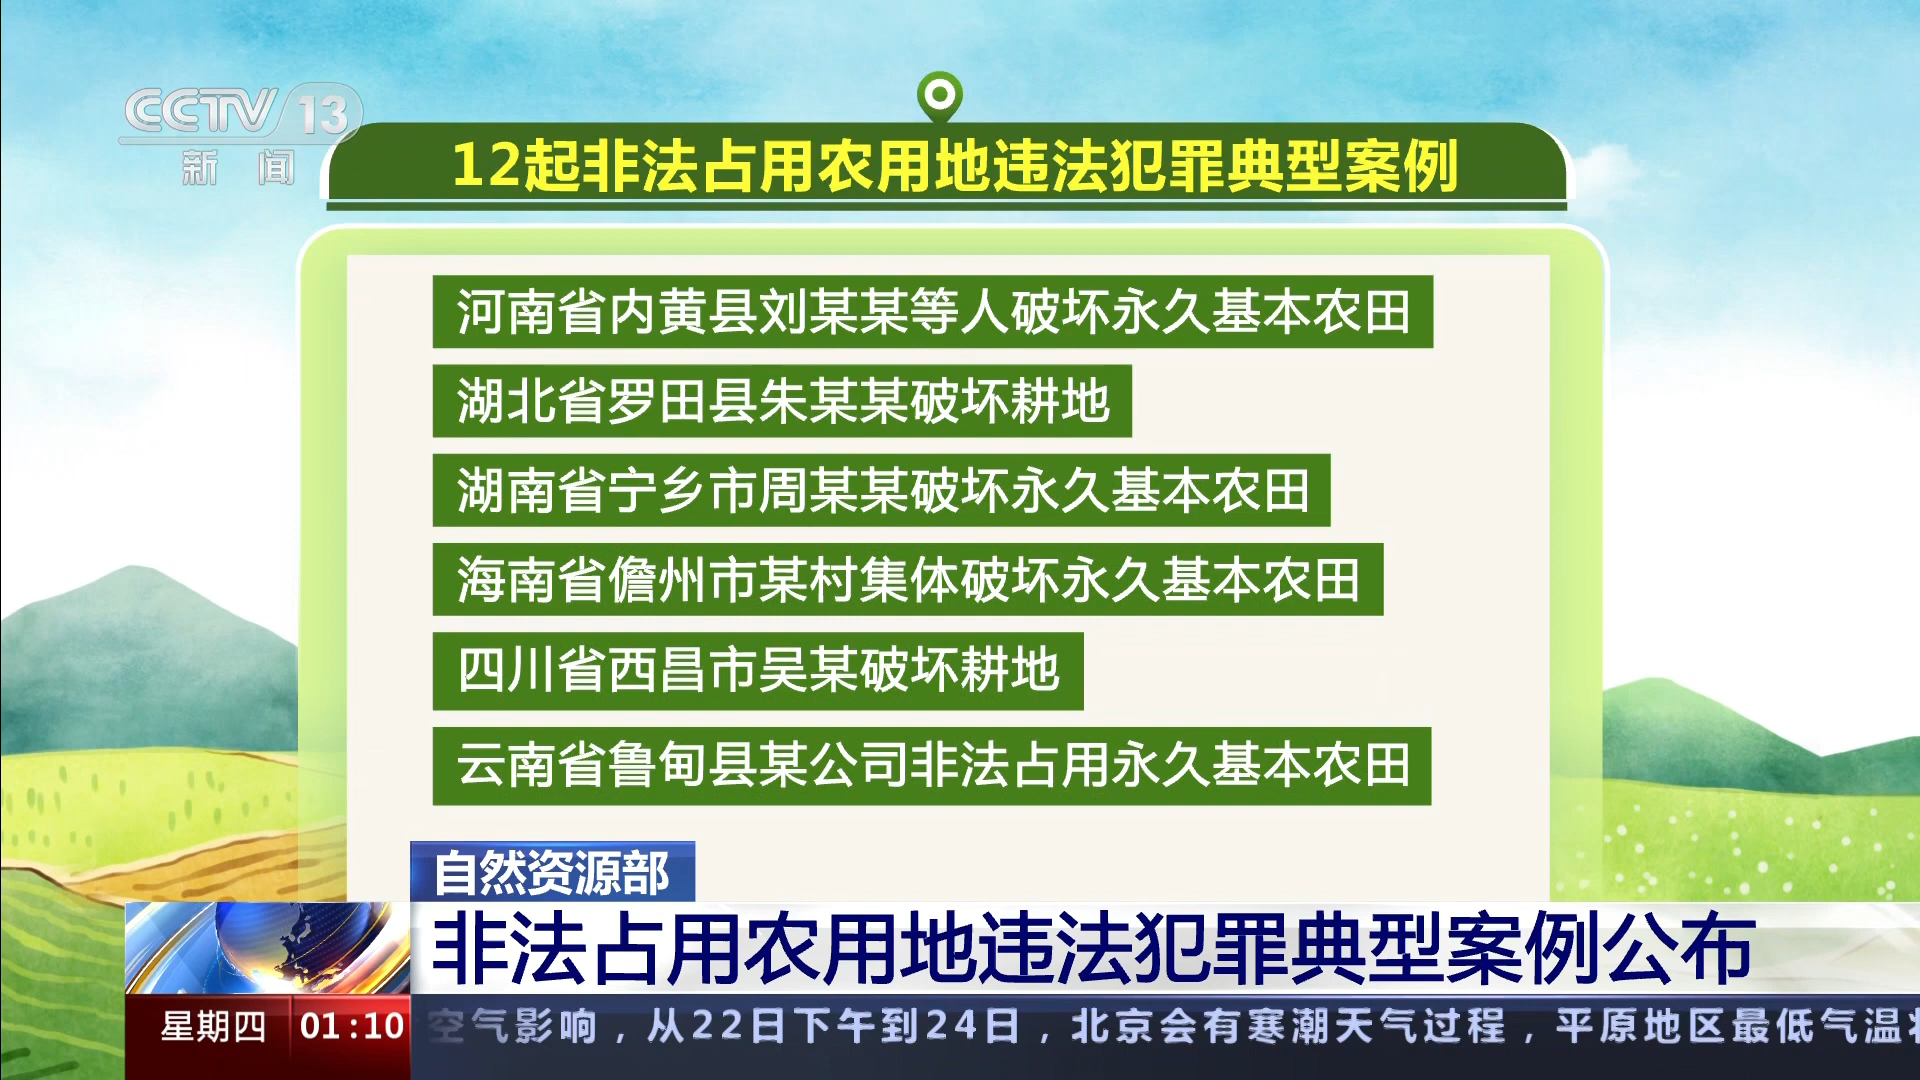 CCTV 13
新闻
12起非法占用农用地违法犯罪典型案例
河南省内黄县刘某某等人破坏永久基本农田
湖北省罗田县朱某某破坏耕地
湖南省宁乡市周某某破坏永久基本农田
海南省儋州市某村集体破坏永久基本农田
四川省西昌市吴某破坏耕地
云南省鲁甸县某公司非法占用永久基本农田
自然资源部
非法占用农用地违法犯罪典型案例公布
星期四 01:10 空气影响，从22日下午到24日，北京会有寒潮天气过程，平原地区最低气温